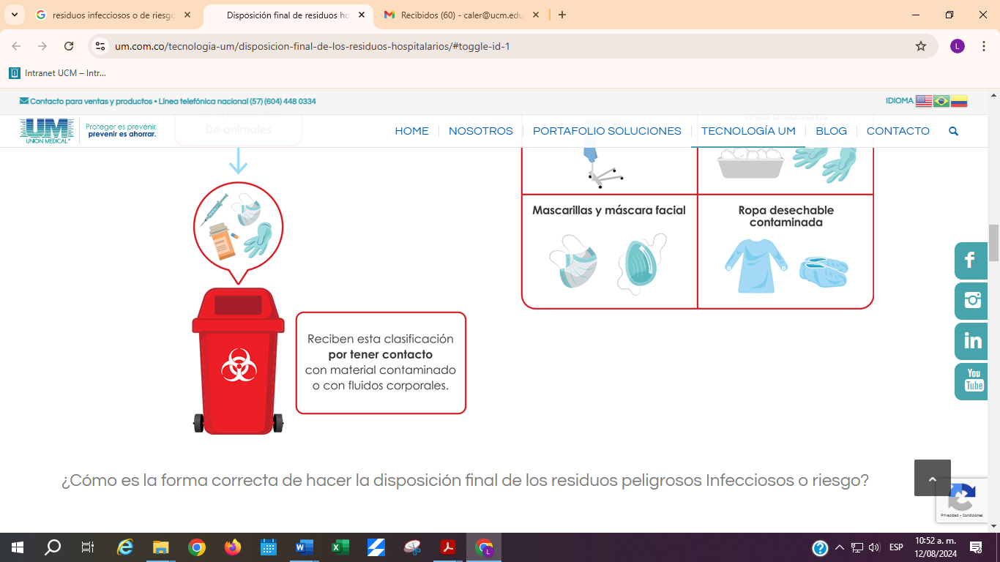 residuos infecciosos o de riesgo
Disposición final de residuos ho
Recibidos (60) - caler@ucm.edu
um.com.co/tecnologia-um/disposicion-final-de-los-residuos-hospitalarios/#toggle-id-1
L
Intranet UCM – Intr...
Contacto para ventas y productos • Línea telefónica nacional (57) (604) 448 0334
IDIOMA
UM
UNION MEDICAL
Proteger es prevenir,
prevenir es ahorrar.
HOME
NOSOTROS
PORTAFOLIO SOLUCIONES
TECNOLOGÍA UM
BLOG
CONTACTO
De animales
Telas aisladoras
Mascarillas y máscara facial
Ropa desechable
contaminada
Reciben esta clasificación
por tener contacto
con material contaminado
o con fluidos corporales.
¿Cómo es la forma correcta de hacer la disposición final de los residuos peligrosos Infecciosos o riesgo?
f
in
You
Tube
Privacidad - Condiciones
ESP
10:52 a. m.
12/08/2024